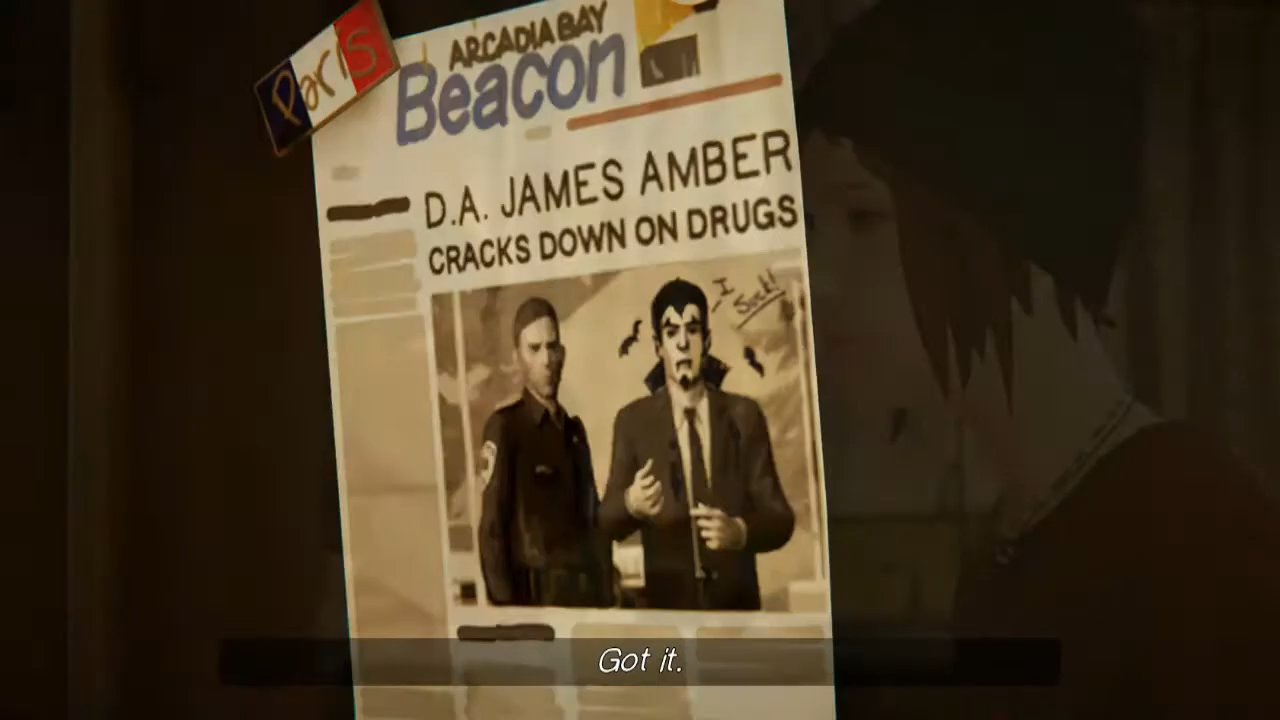 Paris
ARCADIA BAY
Beacon
D.A. JAMES AMBER
CRACKS DOWN ON DRUGS
I
Suck!
Got it.